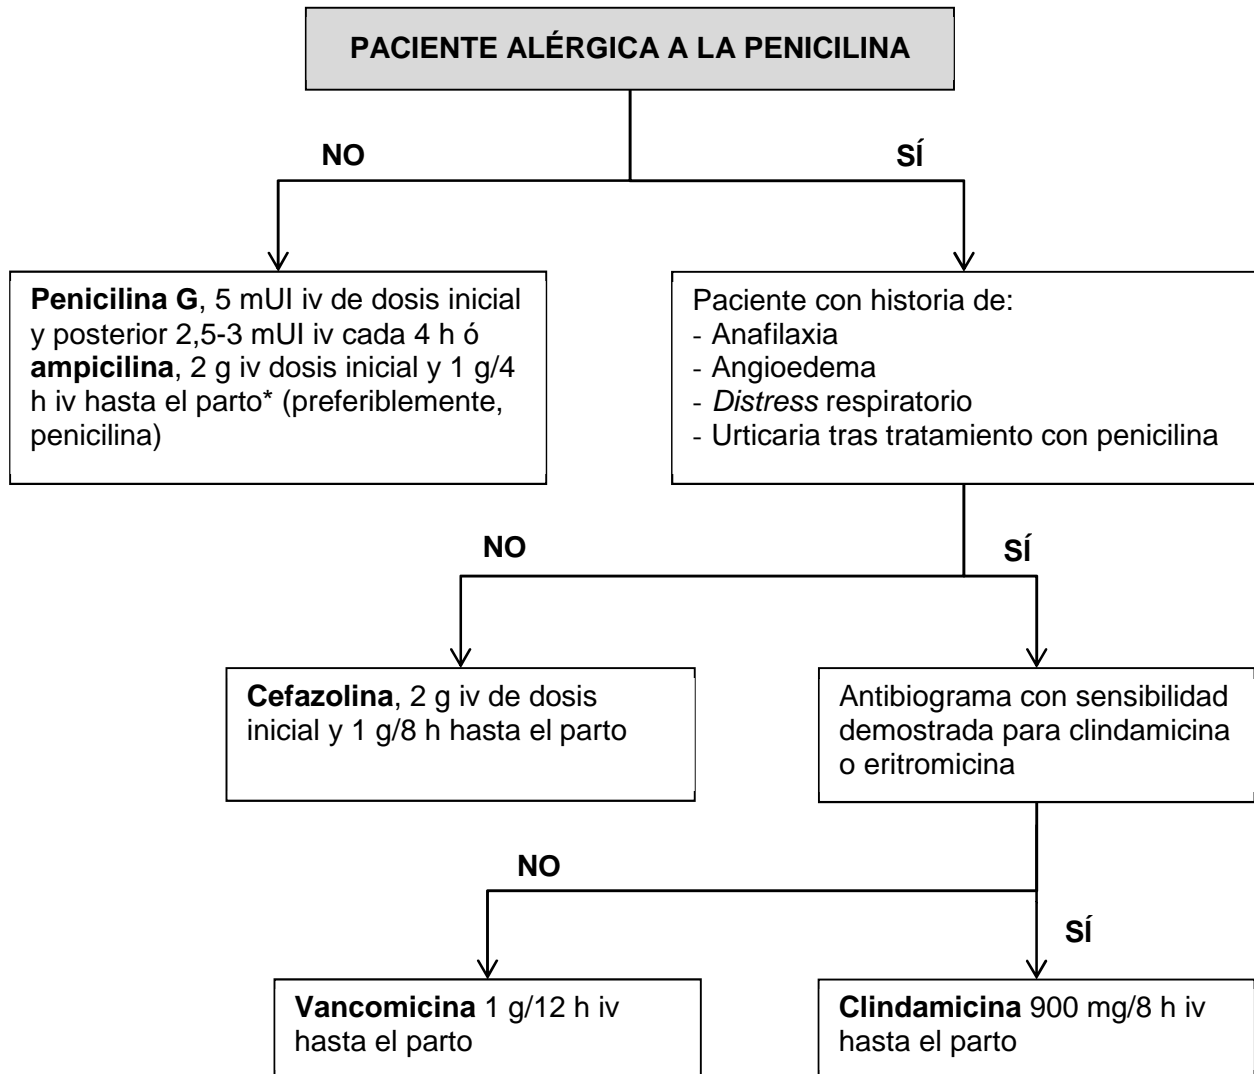 PACIENTE ALÉRGICA A LA PENICILINA
NO
SÍ
Penicilina G, 5 mUI iv de dosis inicial
y posterior 2,5-3 mUI iv cada 4 h ó
ampicilina, 2 g iv dosis inicial y 1 g/4
h iv hasta el parto* (preferiblemente,
penicilina)
Paciente con historia de:
- Anafilaxia
- Angioedema
- Distress respiratorio
- Urticaria tras tratamiento con penicilina
NO
SÍ
Cefazolina, 2 g iv de dosis
inicial y 1 g/8 h hasta el parto
Antibiograma con sensibilidad
demostrada para clindamicina
o eritromicina
NO
SÍ
Vancomicina 1 g/12 h iv
hasta el parto
Clindamicina 900 mg/8 h iv
hasta el parto